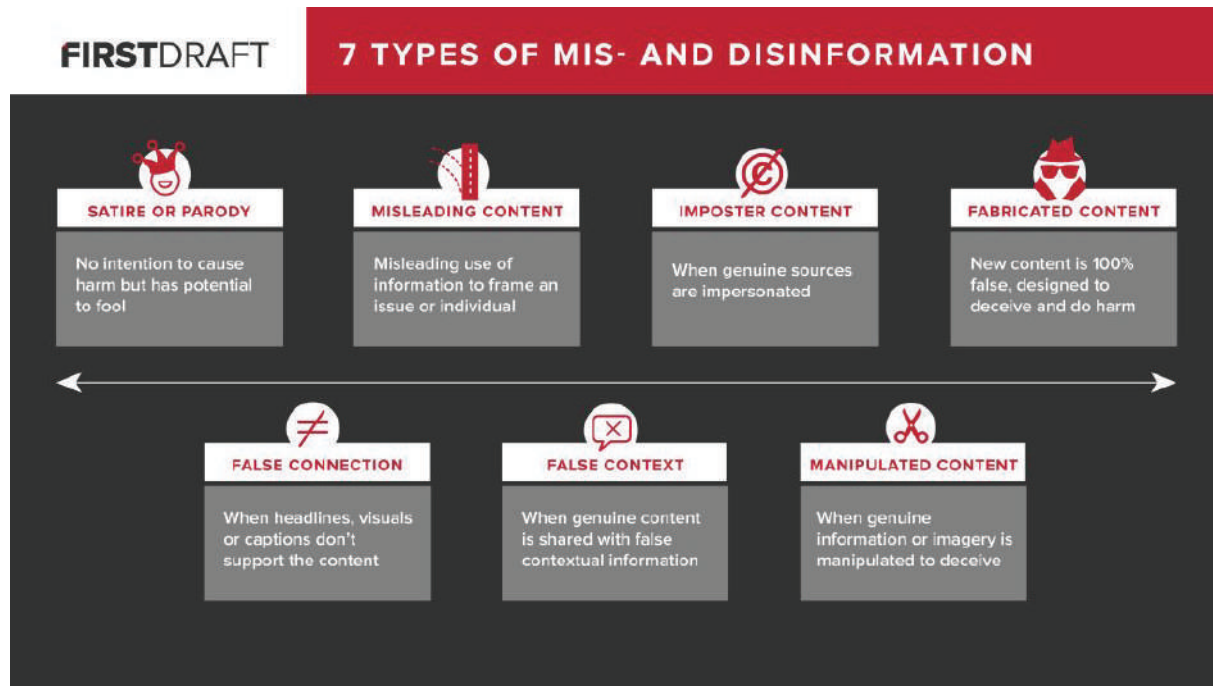 FIRSTDRAFT
7 TYPES OF MIS- AND DISINFORMATION
SATIRE OR PARODY
No intention to cause
harm but has potential
to fool
MISLEADING CONTENT
Misleading use of
information to frame an
issue or individual
IMPOSTER CONTENT
When genuine sources
are impersonated
FABRICATED CONTENT
New content is 100%
false, designed to
deceive and do harm
FALSE CONNECTION
When headlines, visuals
or captions don't
support the content
FALSE CONTEXT
When genuine content
is shared with false
contextual information
MANIPULATED CONTENT
When genuine
information or imagery is
manipulated to deceive